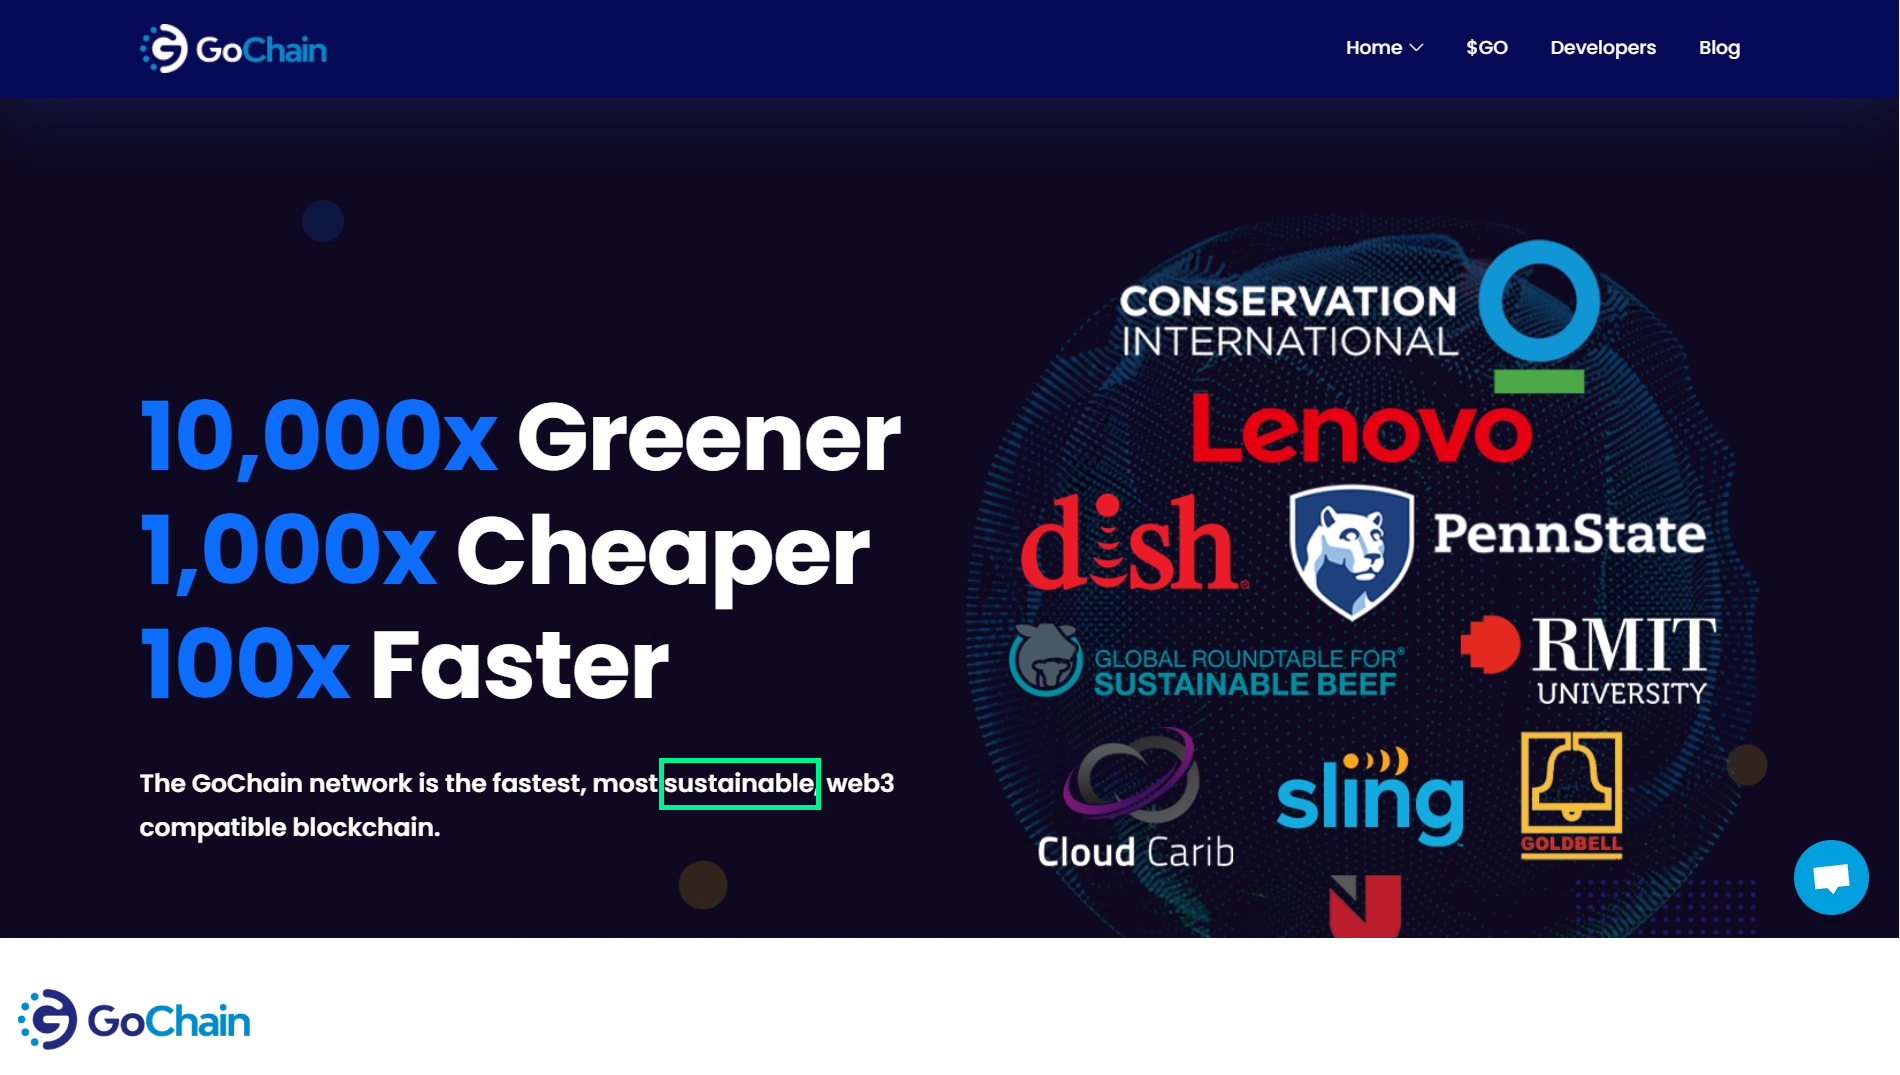 GoChain
Home $GO Developers Blog
CONSERVATION
INTERNATIONAL
Lenovo
10,000x Greener
1,000x Cheaper
100x Faster
dish
PennState
GLOBAL ROUNDTABLE FOR®
SUSTAINABLE BEEF
RMIT
UNIVERSITY
The GoChain network is the fastest, most sustainable, web3
compatible blockchain.
Cloud Carib
sling
GOLDBELL
GoChain